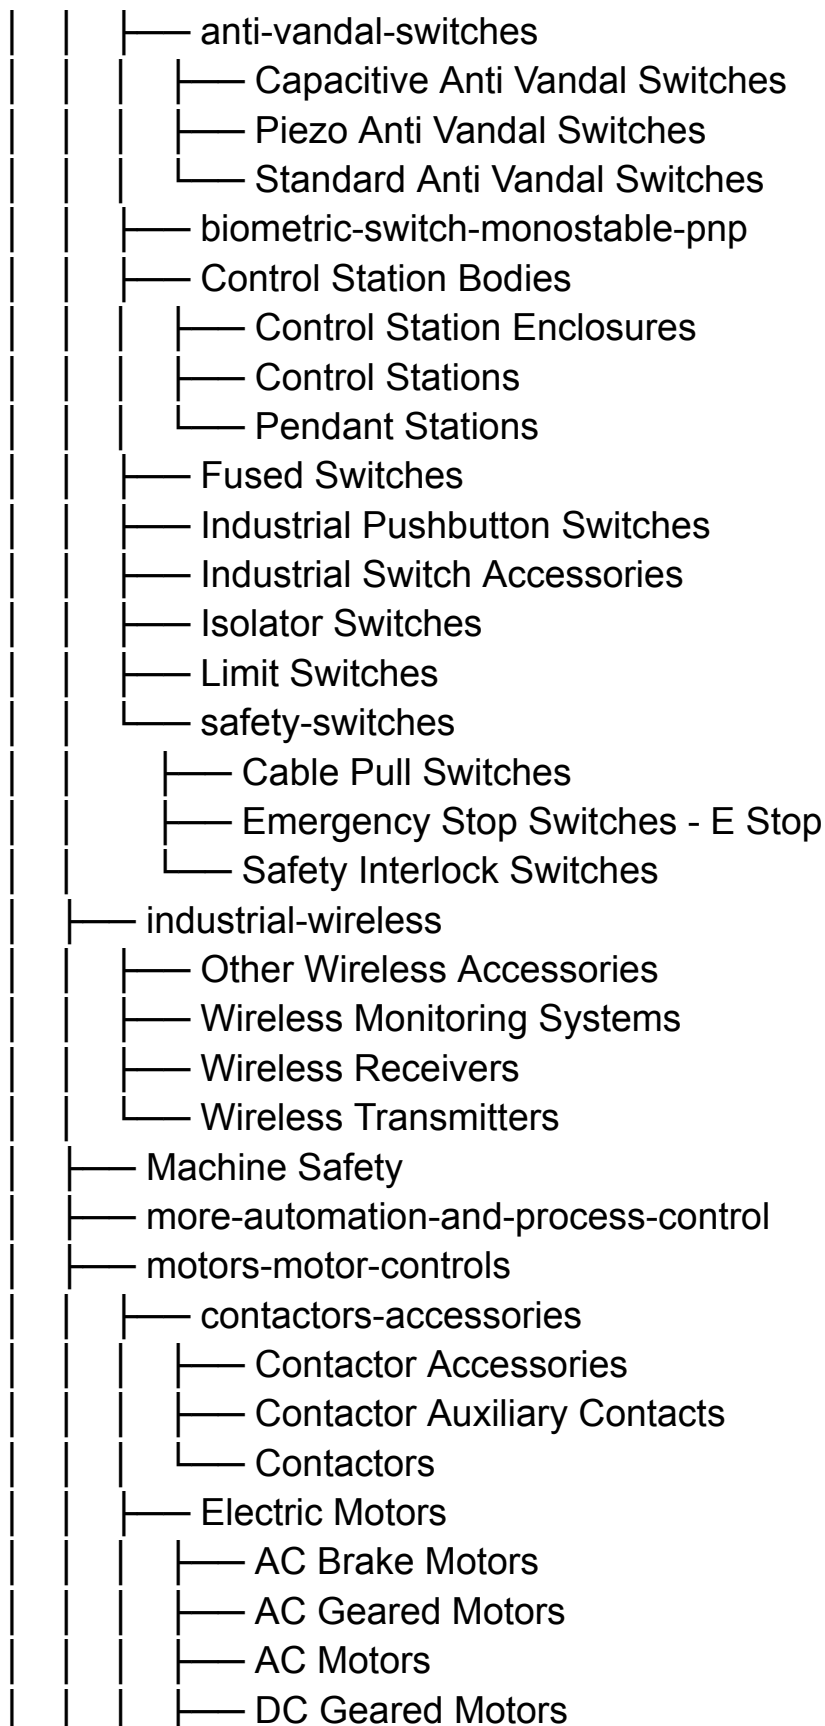 │   │   ├── anti-vandal-switches
│   │   │   ├── Capacitive Anti Vandal Switches
│   │   │   ├── Piezo Anti Vandal Switches
│   │   │   └── Standard Anti Vandal Switches
│   │   ├── biometric-switch-monostable-pnp
│   │   ├── Control Station Bodies
│   │   │   ├── Control Station Enclosures
│   │   │   ├── Control Stations
│   │   │   └── Pendant Stations
│   │   ├── Fused Switches
│   │   ├── Industrial Pushbutton Switches
│   │   ├── Industrial Switch Accessories
│   │   ├── Isolator Switches
│   │   ├── Limit Switches
│   │   └── safety-switches
│   │       ├── Cable Pull Switches
│   │       ├── Emergency Stop Switches - E Stop
│   │       └── Safety Interlock Switches
│   ├── industrial-wireless
│   │   ├── Other Wireless Accessories
│   │   ├── Wireless Monitoring Systems
│   │   ├── Wireless Receivers
│   │   └── Wireless Transmitters
│   ├── Machine Safety
│   ├── more-automation-and-process-control
│   ├── motors-motor-controls
│   │   ├── contactors-accessories
│   │   │   ├── Contactor Accessories
│   │   │   ├── Contactor Auxiliary Contacts
│   │   │   └── Contactors
│   │   ├── Electric Motors
│   │   │   ├── AC Brake Motors
│   │   │   ├── AC Geared Motors
│   │   │   ├── AC Motors
│   │   │   ├── DC Geared Motors